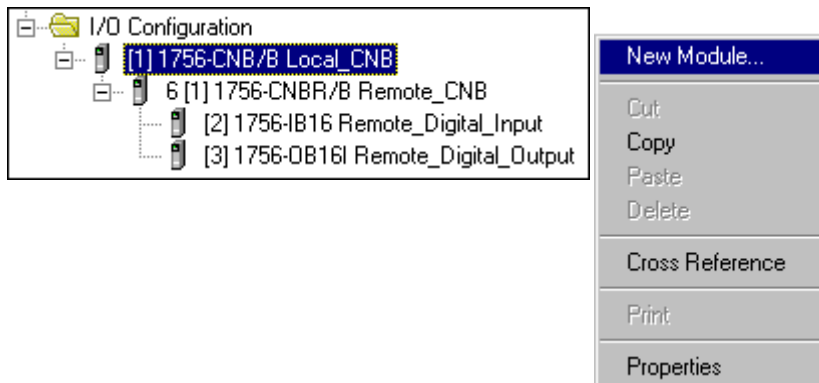 I/O Configuration
[1] 1756-CNB/B Local_CNB
6 [1] 1756-CNBR/B Remote_CNB
[2] 1756-IB16 Remote_Digital_Input
[3] 1756-OB16I Remote_Digital_Output
New Module...
Cut
Copy
Paste
Delete
Cross Reference
Print
Properties